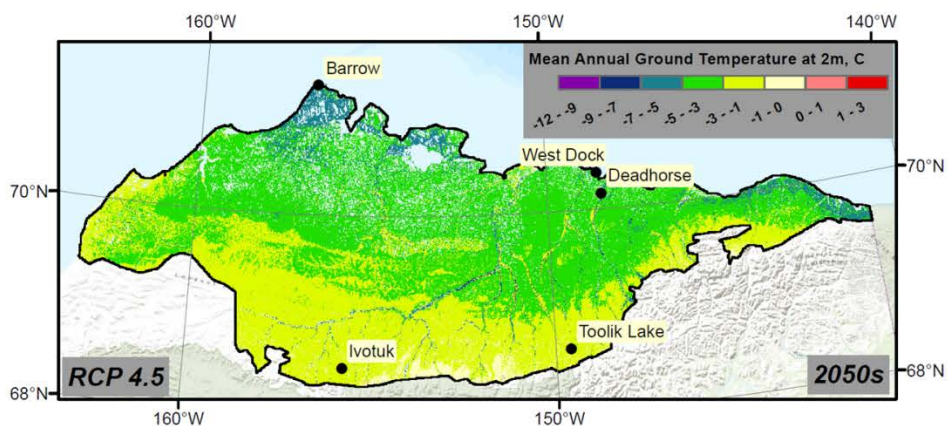 160°W
150°W
140°W
Mean Annual Ground Temperature at 2m, C
-12 - -9
-9 - -7
-7 - -5
-5 - -3
-3 - -1
-1 - 0
0 - 1
1 - 3
Barrow
West Dock
Deadhorse
70°N
70°N
Ivotuk
Toolik Lake
RCP 4.5
2050s
68°N
68°N
160°W
150°W